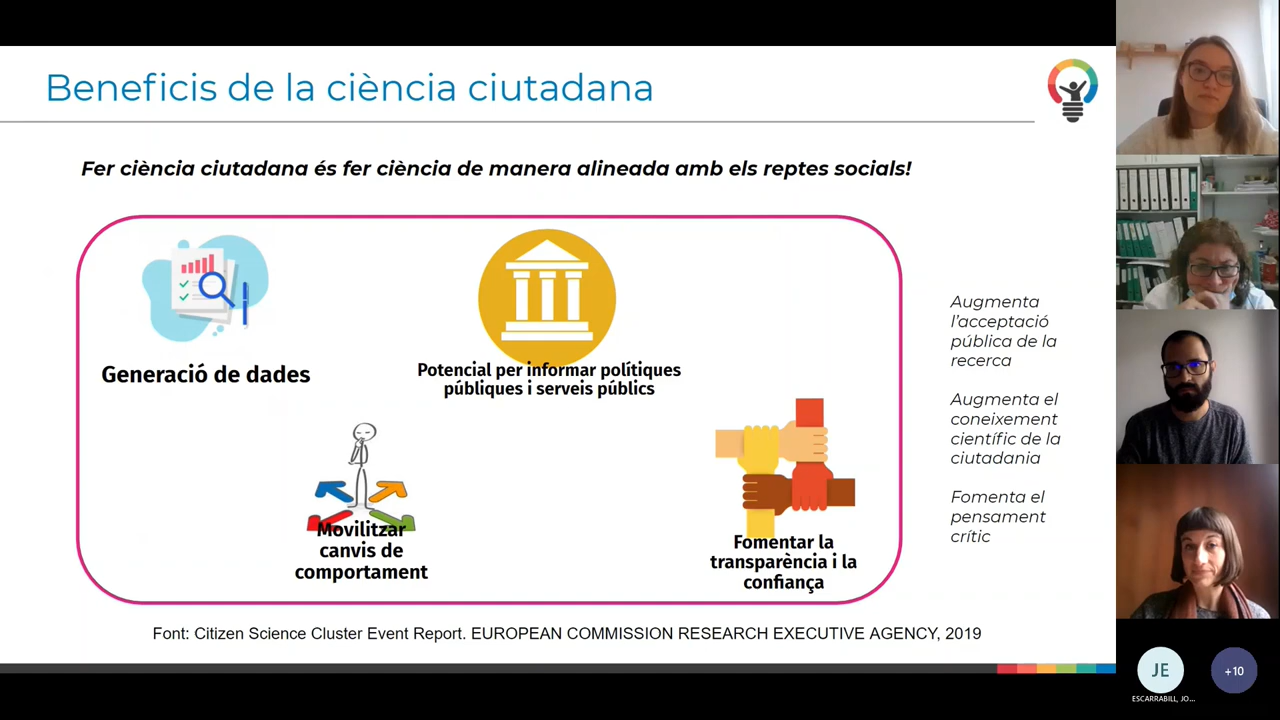 Beneficis de la ciència ciutadana
Fer ciència ciutadana és fer ciència de manera alineada amb els reptes socials!
Generació de dades
Potencial per informar polítiques
públiques i serveis públics
Movilitzar
canvis de
comportament
Fomentar la
transparència i la
confiança
Augmenta
l'acceptació
pública de la
recerca
Augmenta el
coneixement
científic de la
ciutadania
Fomenta el
pensament
crític
Font: Citizen Science Cluster Event Report. EUROPEAN COMMISSION RESEARCH EXECUTIVE AGENCY, 2019
JE
+10
ESCARRABILL, JO...